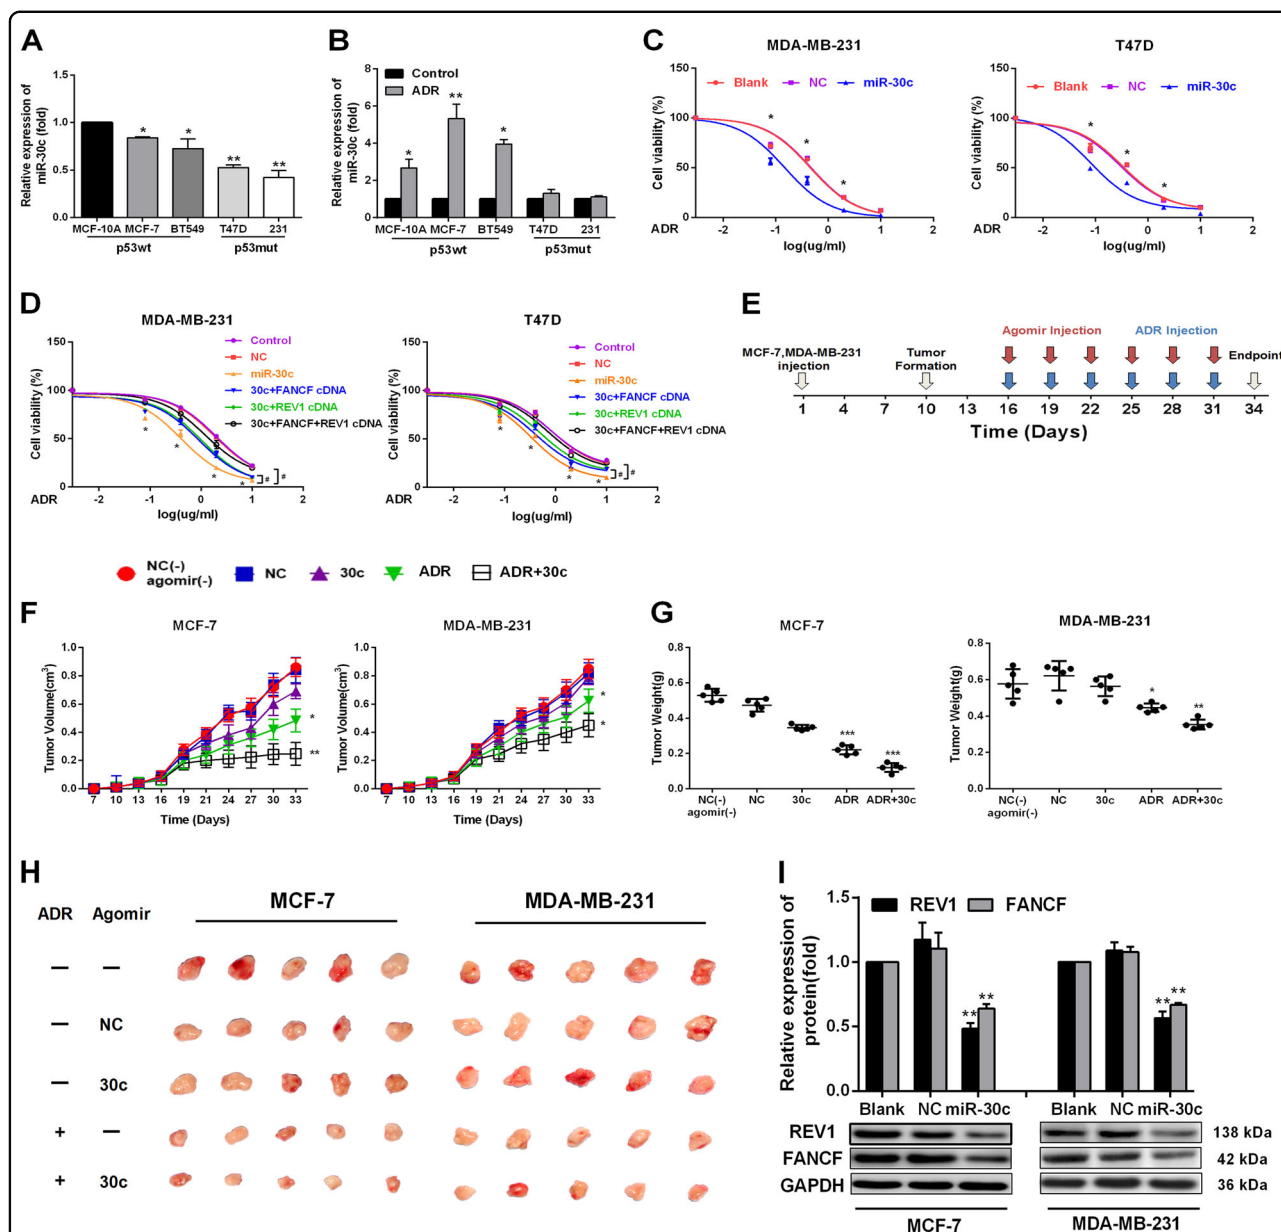 A
Relative expression of
miR-30c (fold)
1.5
1.0
0.5
0.0
* * ** **
MCF-10A MCF-7 BT549 T47D 231
p53wt p53mut
B
Relative expression of
miR-30c (fold)
Control
ADR
8
6
4
2
0
* ** *
MCF-10A MCF-7 BT549 T47D 231
p53wt p53mut
C
MDA-MB-231
Blank NC miR-30c
Cell viability (%)
150
100
50
0
* * *
ADR -2 -1 0 1 2
log(ug/ml)
T47D
Blank NC miR-30c
Cell viability (%)
150
100
50
0
* * *
-2 -1 0 1 2
log(ug/ml)
D
MDA-MB-231
Control
NC
miR-30c
30c+FANCF cDNA
30c+REV1 cDNA
30c+FANCF+REV1 cDNA
Cell viability (%)
150
100
50
0
* * * * # #
ADR -2 -1 0 1 2
log(ug/ml)
T47D
Control
NC
miR-30c
30c+FANCF cDNA
30c+REV1 cDNA
30c+FANCF+REV1 cDNA
Cell viability (%)
150
100
50
0
* * * * # #
ADR -2 -1 0 1 2
log(ug/ml)
E
Agomir Injection ADR Injection
MCF-7,MDA-MB-231
injection
Tumor
Formation
Endpoint
1 4 7 10 13 16 19 22 25 28 31 34
Time (Days)
NC(-)
agomir(-)
NC 30c ADR ADR+30c
F
MCF-7
Tumor Volume(cm3)
1.0
0.8
0.6
0.4
0.2
0.0
*
**
7 10 13 16 19 21 24 27 30 33
Time (Days)
MDA-MB-231
Tumor Volume(cm3)
1.0
0.8
0.6
0.4
0.2
0.0
*
*
7 10 13 16 19 21 24 27 30 33
Time (Days)
G
MCF-7
Tumor Weight(g)
0.8
0.6
0.4
0.2
0.0
*** ***
NC(-)
agomir(-)
NC 30c ADR ADR+30c
MDA-MB-231
Tumor Weight(g)
0.8
0.6
0.4
0.2
0.0
* **
NC(-)
agomir(-)
NC 30c ADR ADR+30c
H
ADR Agomir MCF-7 MDA-MB-231
— —
— NC
— 30c
+ —
+ 30c
I
REV1 FANCF
Relative expression of
protein(fold)
1.5
1.0
0.5
0.0
** ** ** **
Blank NC miR-30c Blank NC miR-30c
REV1 138 kDa
FANCF 42 kDa
GAPDH 36 kDa
MCF-7 MDA-MB-231